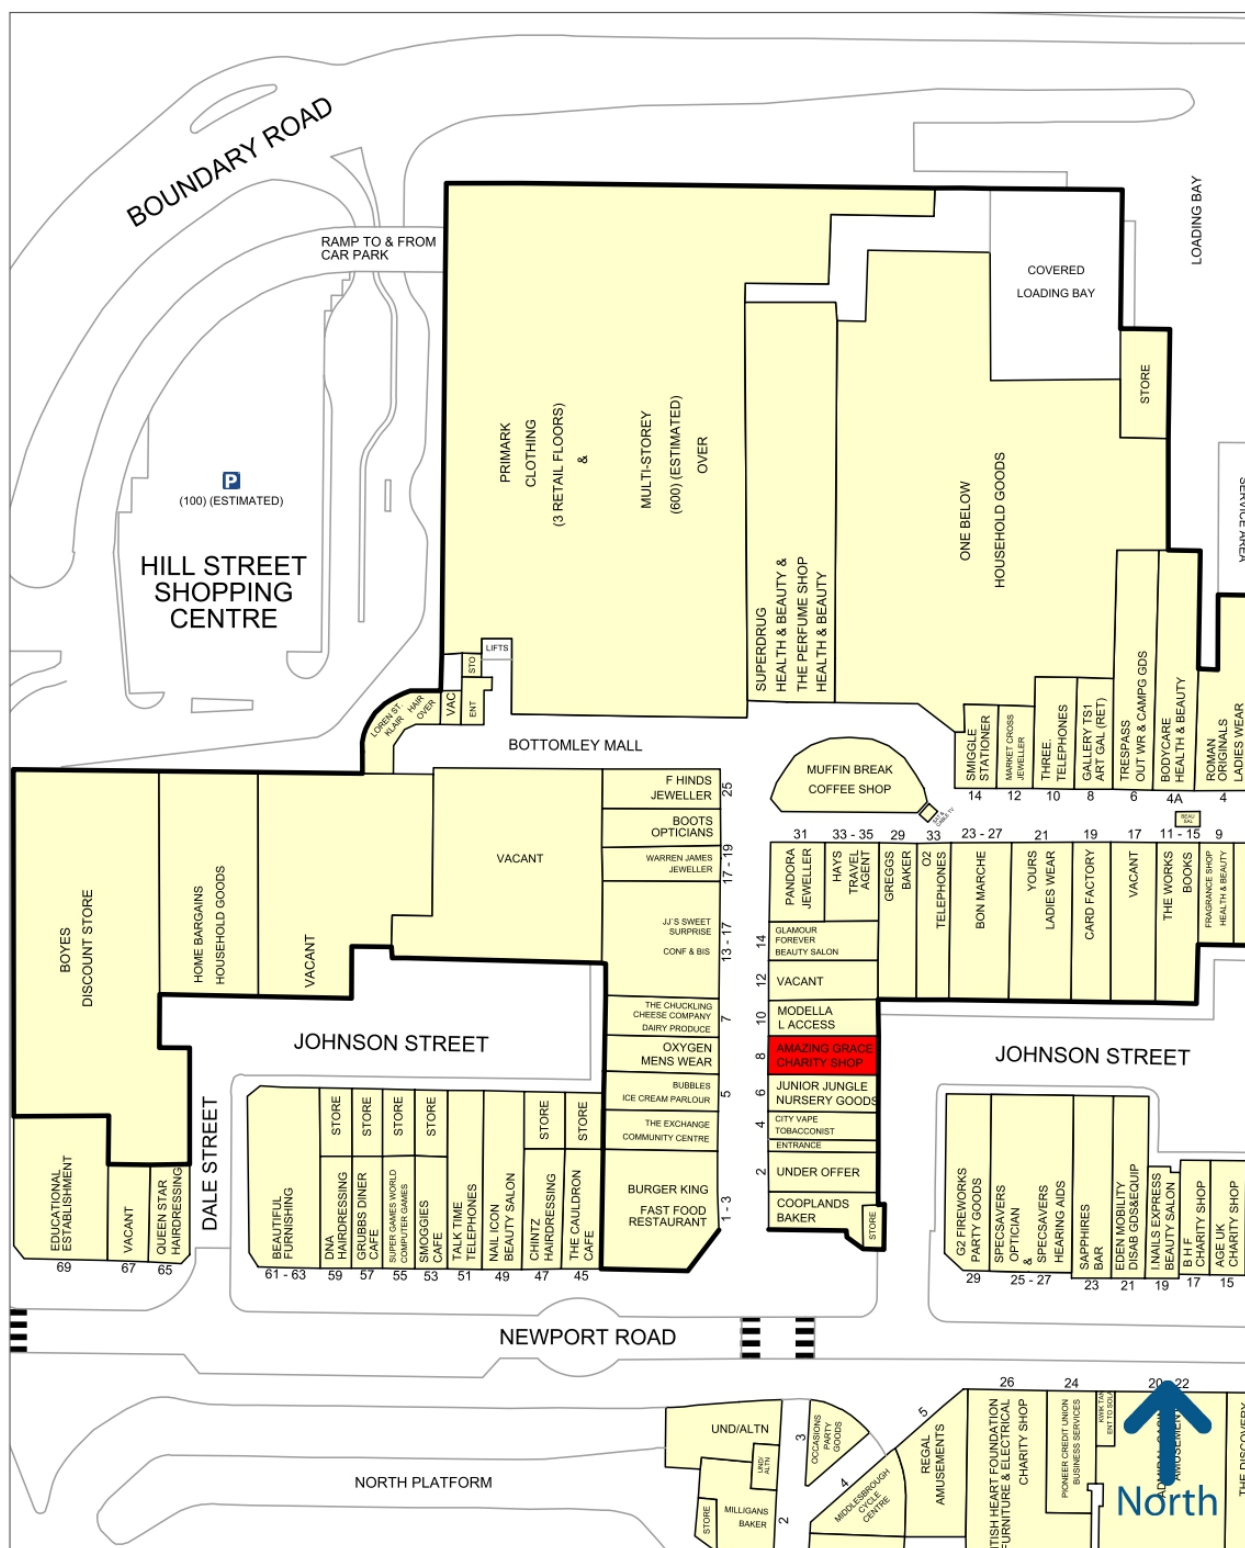 BOUNDARY ROAD
RAMP TO & FROM
CAR PARK
LOADING BAY
COVERED
LOADING BAY
STORE
SERVICE AREA
PRIMARK
CLOTHING
(3 RETAIL FLOORS)
&
MULTI-STOREY
(600) (ESTIMATED)
OVER
ONE BELOW
HOUSEHOLD GOODS
P
(100) (ESTIMATED)
HILL STREET
SHOPPING
CENTRE
SUPERDRUG
HEALTH & BEAUTY &
THE PERFUME SHOP
HEALTH & BEAUTY
LIFTS
STO
ENT
VAC
LOREN ST.
KLAIR HAIR
OVER
BOTTOMLEY MALL
MUFFIN BREAK
COFFEE SHOP
SMIGGLE
STATIONER
14
MARKET CROSS
JEWELLER
12
THREE.
TELEPHONES
10
GALLERY TS1
ART GAL (RET)
8
TRESPASS
OUT WR & CAMPG GDS
6
BODYCARE
HEALTH & BEAUTY
4A
ROMAN
ORIGINALS
LADIES WEAR
4
BEAU
SAL
BOYES
DISCOUNT STORE
HOME BARGAINS
HOUSEHOLD GOODS
VACANT
VACANT
F HINDS
JEWELLER
25
BOOTS
OPTICIANS
WARREN JAMES
JEWELLER
17 - 19
JJ'S SWEET
SURPRISE
CONF & BIS
13 - 17
THE CHUCKLING
CHEESE COMPANY
DAIRY PRODUCE
7
OXYGEN
MENS WEAR
BUBBLES
ICE CREAM PARLOUR
5
THE EXCHANGE
COMMUNITY CENTRE
BURGER KING
FAST FOOD
RESTAURANT
1 - 3
31
PANDORA
JEWELLER
33 - 35
HAYS
TRAVEL
AGENT
29
GREGGS
BAKER
33
O2
TELEPHONES
23 - 27
BON MARCHE
21
YOURS
LADIES WEAR
19
CARD FACTORY
17
VACANT
11 - 15
THE WORKS
BOOKS
9
FRAGRANCE SHOP
HEALTH & BEAUTY
14
GLAMOUR
FOREVER
BEAUTY SALON
12
VACANT
10
MODELLA
L ACCESS
8
AMAZING GRACE
CHARITY SHOP
6
JUNIOR JUNGLE
NURSERY GOODS
4
CITY VAPE
TOBACCONIST
ENTRANCE
2
UNDER OFFER
COOPLANDS
BAKER
STORE
JOHNSON STREET
JOHNSON STREET
DALE STREET
EDUCATIONAL
ESTABLISHMENT
69
VACANT
67
QUEEN STAR
HAIRDRESSING
65
BEAUTIFUL
FURNISHING
61 - 63
STORE
DNA
HAIRDRESSING
59
STORE
GRUBBS DINER
CAFE
57
STORE
SUPER GAMES WORLD
COMPUTER GAMES
55
STORE
SMOGGIES
CAFE
53
TALK TIME
TELEPHONES
51
NAIL ICON
BEAUTY SALON
49
STORE
CHINTZ
HAIRDRESSING
47
STORE
THE CAULDRON
CAFE
45
G2 FIREWORKS
PARTY GOODS
29
SPECSAVERS
OPTICIAN
&
SPECSAVERS
HEARING AIDS
25 - 27
SAPPHIRES
BAR
23
EDEN MOBILITY
DISAB GDS&EQUIP
21
I.NAILS EXPRESS
BEAUTY SALON
19
B H F
CHARITY SHOP
17
AGE UK
CHARITY SHOP
15
NEWPORT ROAD
NORTH PLATFORM
UND/ALTN
UND/
ALTN
STORE
MILLIGANS
BAKER
2
3
OCCASIONS
PARTY
GOODS
4
MIDDLESBROUGH
CYCLE
CENTRE
5
REGAL
AMUSEMENTS
26
TISH HEART FOUNDATION
FURNITURE & ELECTRICAL
CHARITY SHOP
24
PIONEER CREDIT UNION
BUSINESS SERVICES
20 - 22
THE DISCOVERY
North